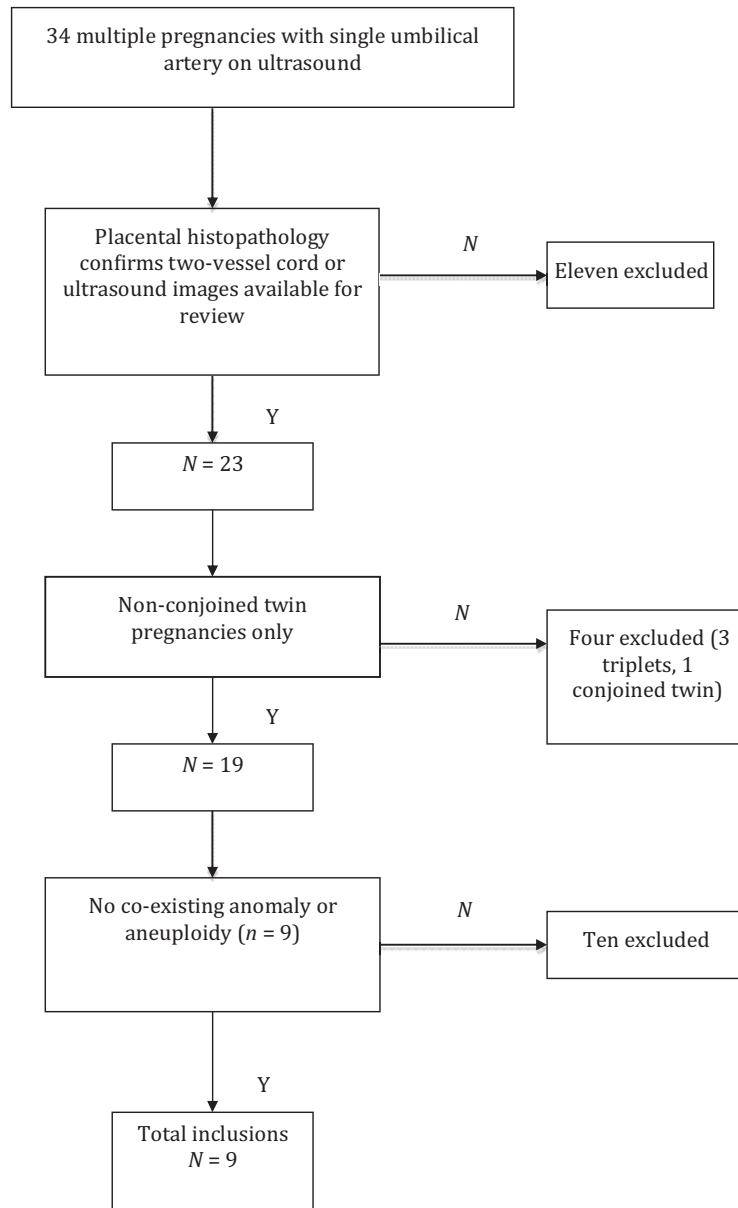 34 multiple pregnancies with single umbilical
artery on ultrasound
Placental histopathology
confirms two-vessel cord or
ultrasound images available for
review
N
Eleven excluded
Y
N = 23
Non-conjoined twin
pregnancies only
N
Four excluded (3
triplets, 1
conjoined twin)
Y
N = 19
No co-existing anomaly or
aneuploidy (n = 9)
N
Ten excluded
Y
Total inclusions
N = 9